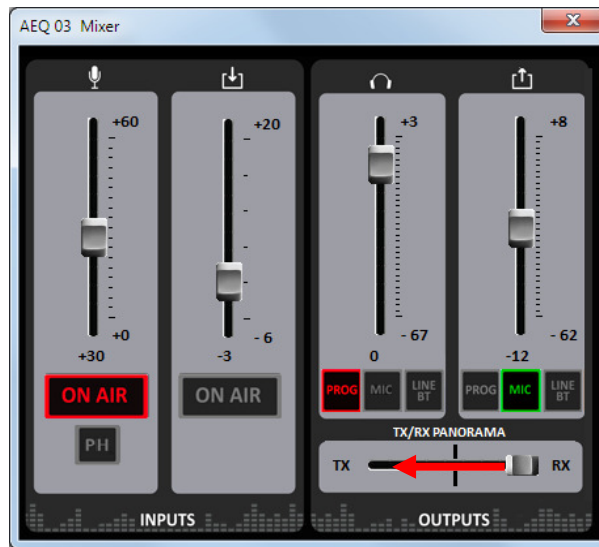 AEQ 03 Mixer
+60
+20
+3
+8
+0
- 6
- 67
- 62
+30
-3
0
-12
ON AIR
ON AIR
PROG
MIC
LINE
BT
PROG
MIC
LINE
BT
PH
TX/RX PANORAMA
TX
RX
INPUTS
OUTPUTS